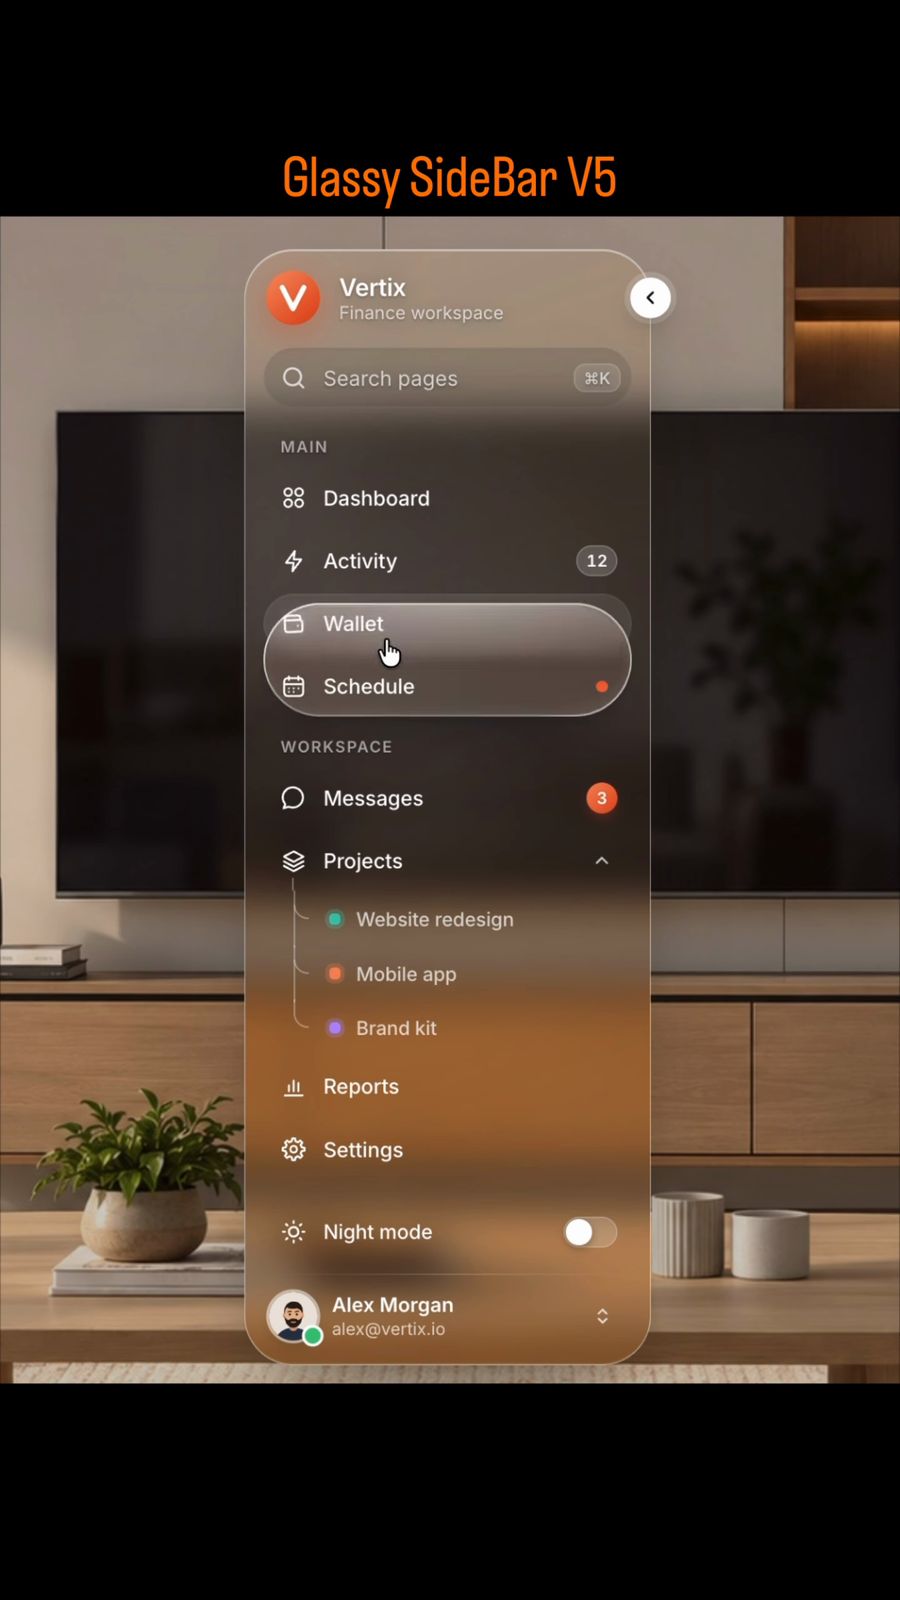 Glassy SideBar V5
Vertix
Finance workspace
Search pages ⌘K
MAIN
Dashboard
Activity 12
Wallet
Schedule
WORKSPACE
Messages 3
Projects
Website redesign
Mobile app
Brand kit
Reports
Settings
Night mode
Alex Morgan
alex@vertix.io